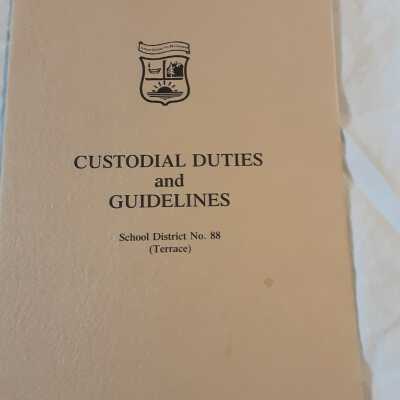 CUSTODIAL DUTIES
and
GUIDELINES
School District No. 88
(Terrace)